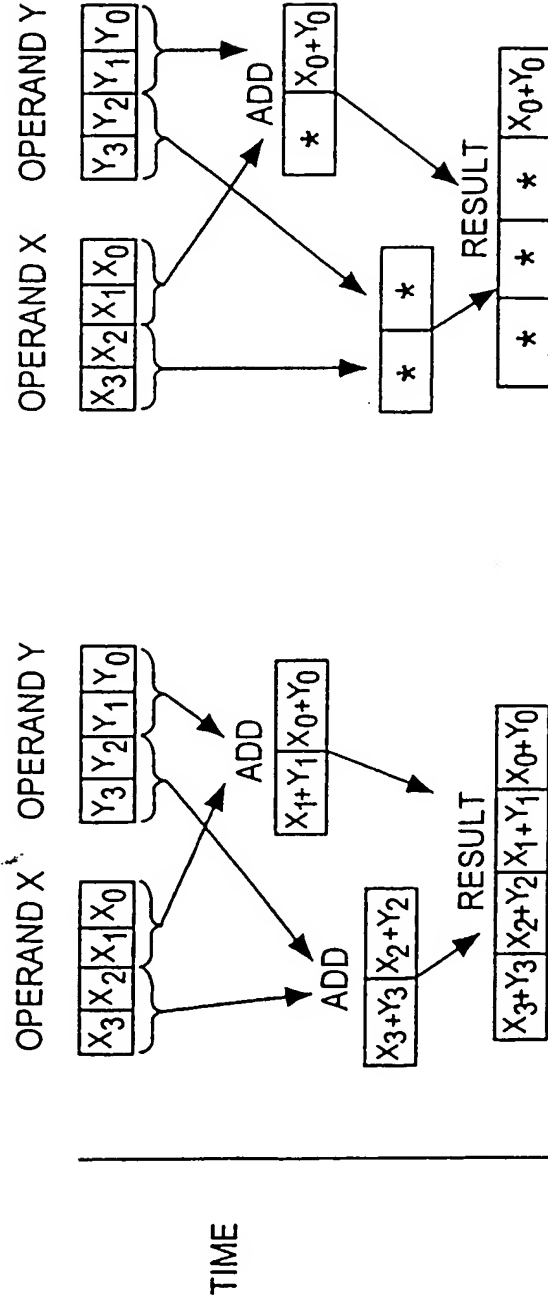 TIME
OPERAND X OPERAND Y
X3 X2 X1 X0 Y3 Y2 Y1 Y0
ADD
X1+Y1 X0+Y0
ADD
X3+Y3 X2+Y2
RESULT
X3+Y3 X2+Y2 X1+Y1 X0+Y0
OPERAND X OPERAND Y
X3 X2 X1 X0 Y3 Y2 Y1 Y0
ADD
* X0+Y0
* *
RESULT
* * * X0+Y0